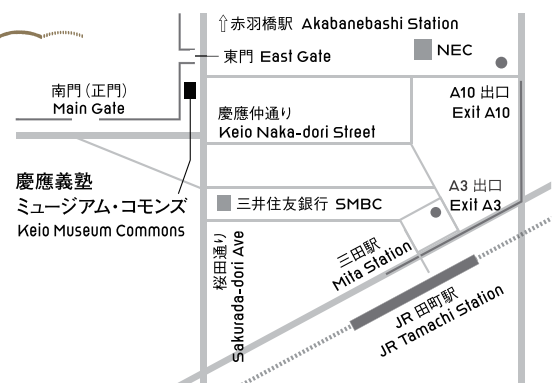 ⇧赤羽橋駅 Akabanebashi Station
NEC
東門 East Gate
南門（正門）
Main Gate
A10 出口
Exit A10
慶應仲通り
Keio Naka-dori Street
慶應義塾
ミュージアム・コモンズ
Keio Museum Commons
A3 出口
Exit A3
三井住友銀行 SMBC
桜田通り
Sakurada-dori Ave
三田駅
Mita Station
JR 田町駅
JR Tamachi Station